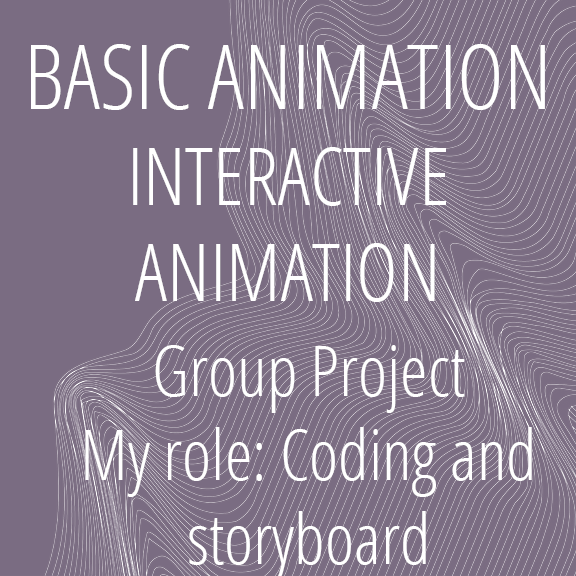 BASIC ANIMATION
INTERACTIVE
ANIMATION
Group Project
My role: Coding and
storyboard